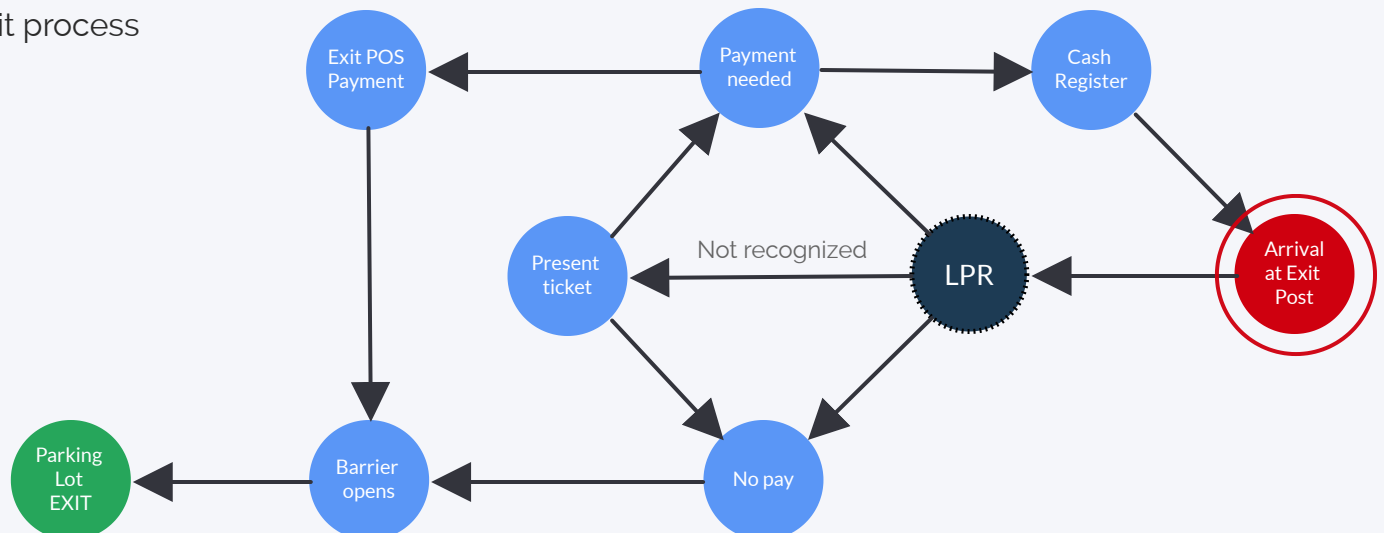 it process
Exit POS
Payment
Payment
needed
Cash
Register
Present
ticket
Not recognized
LPR
Arrival
at Exit
Post
Parking
Lot
EXIT
Barrier
opens
No pay